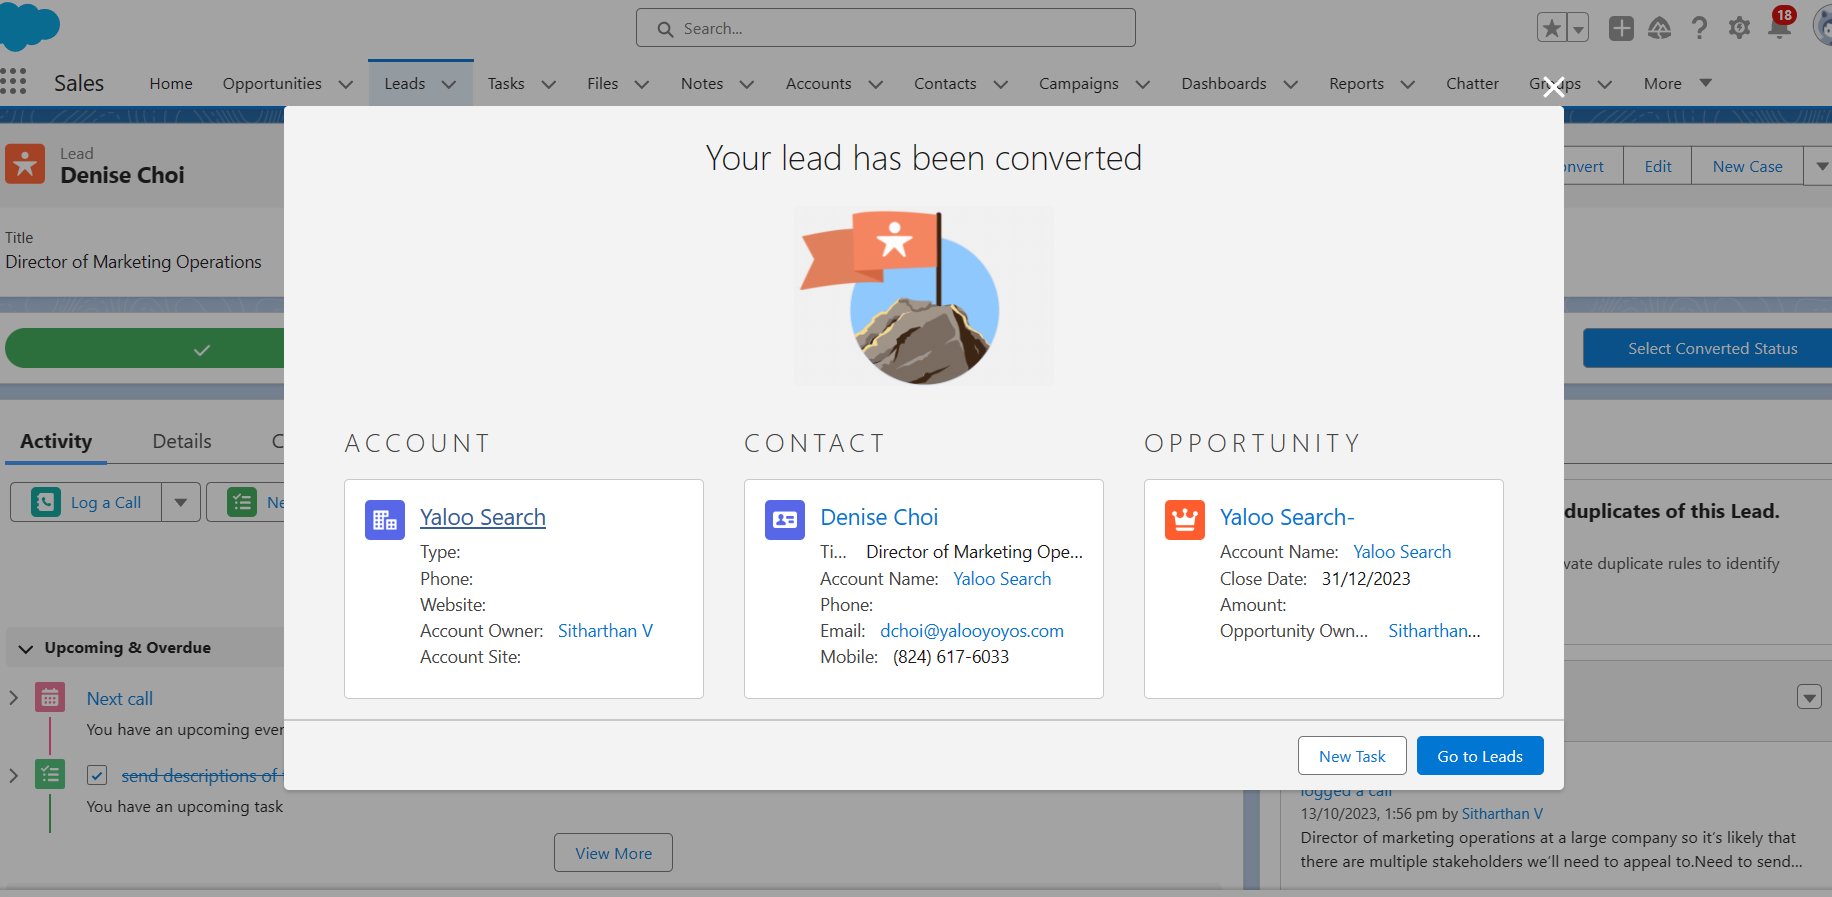 Search...
18
Sales Home Opportunities Leads Tasks Files Notes Accounts Contacts Campaigns Dashboards Reports Chatter Groups More
Lead
Denise Choi
nvert Edit New Case
Title
Director of Marketing Operations
Select Converted Status
Activity Details C
Log a Call Ne
duplicates of this Lead.
vate duplicate rules to identify
Upcoming & Overdue
Next call
You have an upcoming ever
send descriptions of
You have an upcoming task
View More
Your lead has been converted
ACCOUNT
Yaloo Search
Type:
Phone:
Website:
Account Owner: Sitharthan V
Account Site:
CONTACT
Denise Choi
Ti... Director of Marketing Ope...
Account Name: Yaloo Search
Phone:
Email: dchoi@yalooyoyos.com
Mobile: (824) 617-6033
OPPORTUNITY
Yaloo Search-
Account Name: Yaloo Search
Close Date: 31/12/2023
Amount:
Opportunity Own... Sitharthan...
New Task Go to Leads
logged a call
13/10/2023, 1:56 pm by Sitharthan V
Director of marketing operations at a large company so it's likely that
there are multiple stakeholders we'll need to appeal to.Need to send...